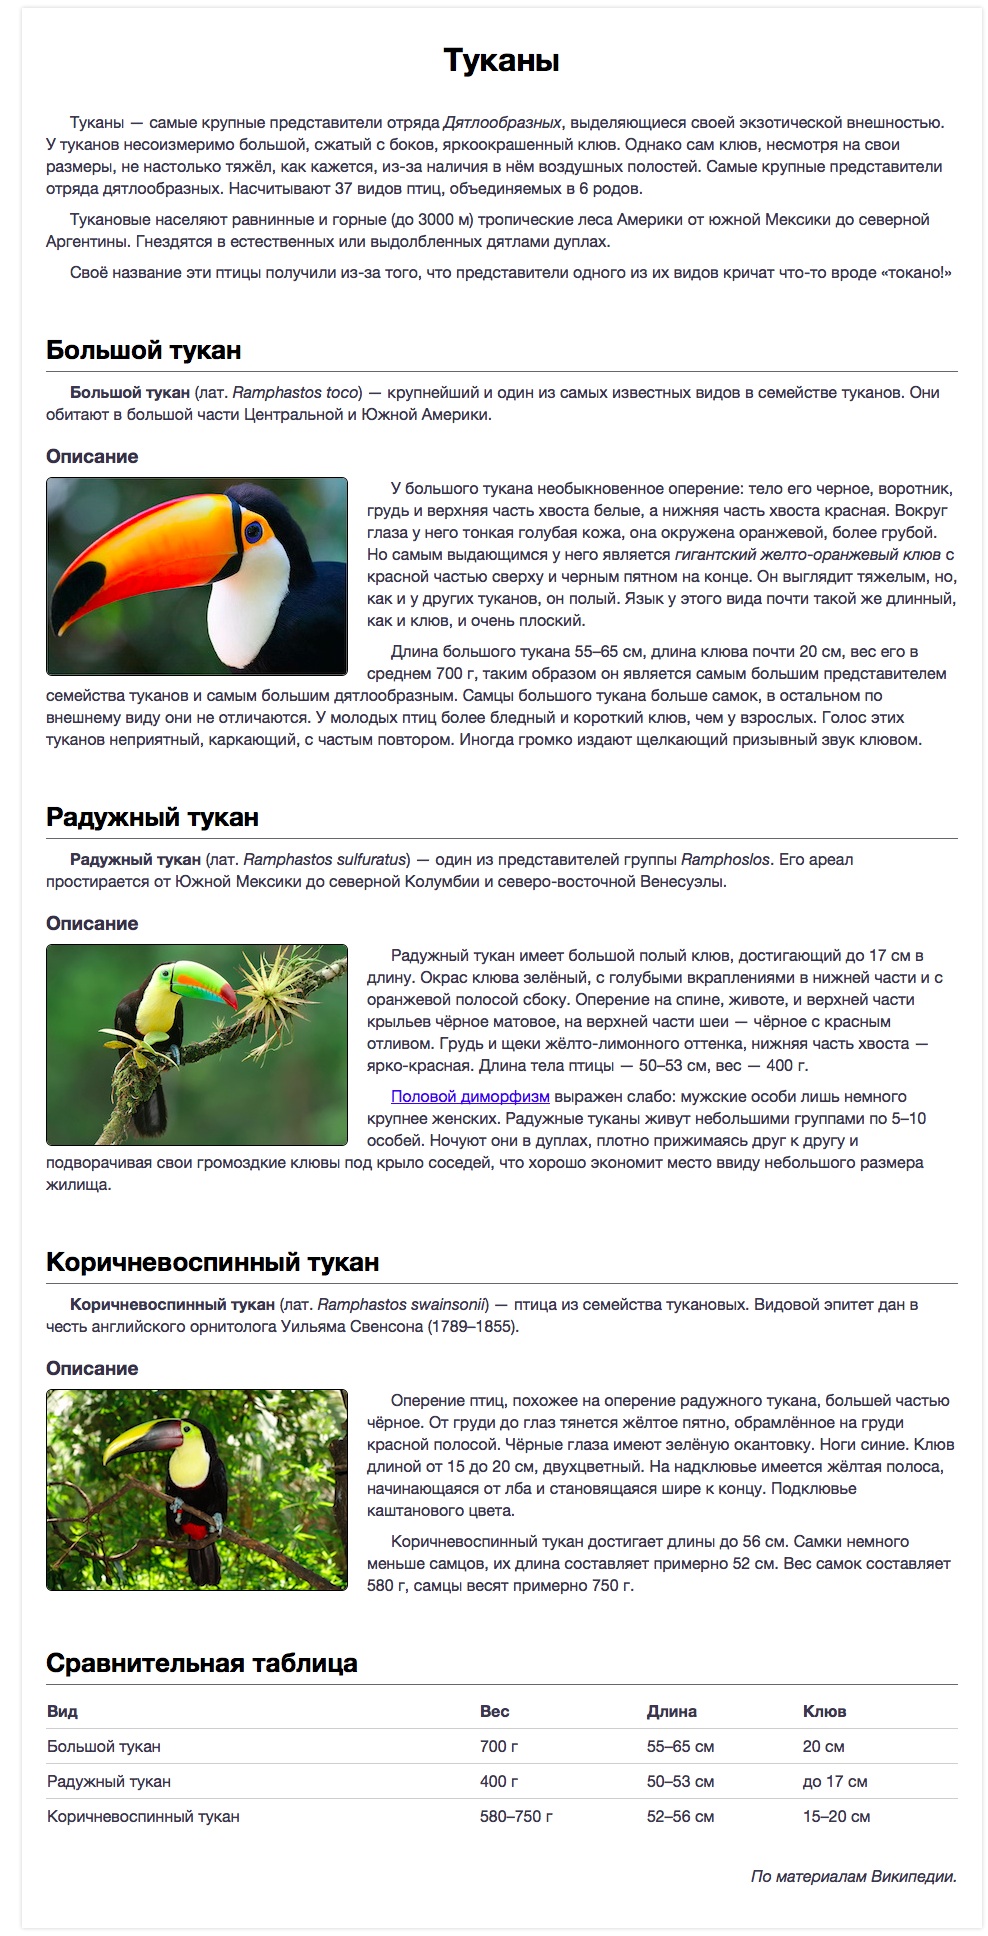 Туканы
Туканы — самые крупные представители отряда Дятлообразных, выделяющиеся своей экзотической внешностью.
У туканов несоизмеримо большой, сжатый с боков, яркоокрашенный клюв. Однако сам клюв, несмотря на свои
размеры, не настолько тяжёл, как кажется, из-за наличия в нём воздушных полостей. Самые крупные представители
отряда дятлообразных. Насчитывают 37 видов птиц, объединяемых в 6 родов.
Тукановые населяют равнинные и горные (до 3000 м) тропические леса Америки от южной Мексики до северной
Аргентины. Гнездятся в естественных или выдолбленных дятлами дуплах.
Своё название эти птицы получили из-за того, что представители одного из их видов кричат что-то вроде «токано!»
Большой тукан
Большой тукан (лат. Ramphastos toco) — крупнейший и один из самых известных видов в семействе туканов. Они
обитают в большой части Центральной и Южной Америки.
Описание
У большого тукана необыкновенное оперение: тело его черное, воротник,
грудь и верхняя часть хвоста белые, а нижняя часть хвоста красная. Вокруг
глаза у него тонкая голубая кожа, она окружена оранжевой, более грубой.
Но самым выдающимся у него является гигантский желто-оранжевый клюв с
красной частью сверху и черным пятном на конце. Он выглядит тяжелым, но,
как и у других туканов, он полый. Язык у этого вида почти такой же длинный,
как и клюв, и очень плоский.
Длина большого тукана 55–65 см, длина клюва почти 20 см, вес его в
среднем 700 г, таким образом он является самым большим представителем
семейства туканов и самым большим дятлообразным. Самцы большого тукана больше самок, в остальном по
внешнему виду они не отличаются. У молодых птиц более бледный и короткий клюв, чем у взрослых. Голос этих
туканов неприятный, каркающий, с частым повтором. Иногда громко издают щелкающий призывный звук клювом.
Радужный тукан
Радужный тукан (лат. Ramphastos sulfuratus) — один из представителей группы Ramphoslos. Его ареал
простирается от Южной Мексики до северной Колумбии и северо-восточной Венесуэлы.
Описание
Радужный тукан имеет большой полый клюв, достигающий до 17 см в
длину. Окрас клюва зелёный, с голубыми вкраплениями в нижней части и с
оранжевой полосой сбоку. Оперение на спине, животе, и верхней части
крыльев чёрное матовое, на верхней части шеи — чёрное с красным
отливом. Грудь и щеки жёлто-лимонного оттенка, нижняя часть хвоста —
ярко-красная. Длина тела птицы — 50–53 см, вес — 400 г.
Половой диморфизм выражен слабо: мужские особи лишь немного
крупнее женских. Радужные туканы живут небольшими группами по 5–10
особей. Ночуют они в дуплах, плотно прижимаясь друг к другу и
подворачивая свои громоздкие клювы под крыло соседей, что хорошо экономит место ввиду небольшого размера
жилища.
Коричневоспинный тукан
Коричневоспинный тукан (лат. Ramphastos swainsonii) — птица из семейства тукановых. Видовой эпитет дан в
честь английского орнитолога Уильяма Свенсона (1789–1855).
Описание
Оперение птиц, похожее на оперение радужного тукана, большей частью
чёрное. От груди до глаз тянется жёлтое пятно, обрамлённое на груди
красной полосой. Чёрные глаза имеют зелёную окантовку. Ноги синие. Клюв
длиной от 15 до 20 см, двухцветный. На надклювье имеется жёлтая полоса,
начинающаяся от лба и становящаяся шире к концу. Подклювье
каштанового цвета.
Коричневоспинный тукан достигает длины до 56 см. Самки немного
меньше самцов, их длина составляет примерно 52 см. Вес самок составляет
580 г, самцы весят примерно 750 г.
Сравнительная таблица
Вид Вес Длина Клюв
Большой тукан 700 г 55–65 см 20 см
Радужный тукан 400 г 50–53 см до 17 см
Коричневоспинный тукан 580–750 г 52–56 см 15–20 см
По материалам Википедии.